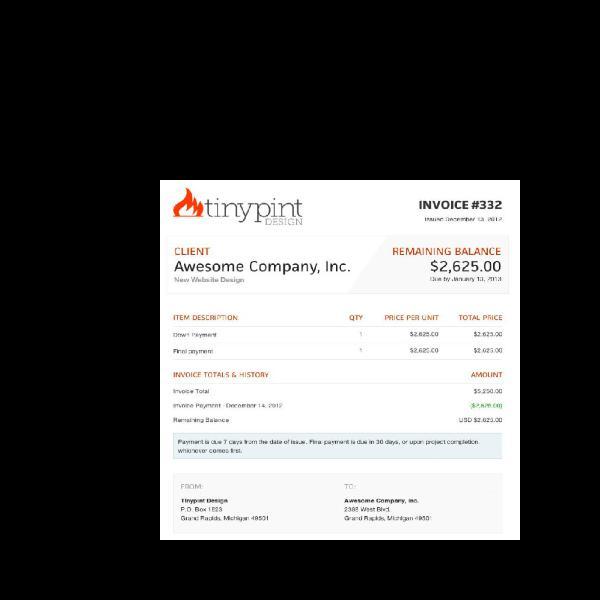 tinypint
DESIGN
INVOICE #332
Issued December 13, 2012
CLIENT
Awesome Company, Inc.
New Website Design
REMAINING BALANCE
$2,625.00
Due by January 13, 2013
ITEM DESCRIPTION QTY PRICE PER UNIT TOTAL PRICE
Down Payment 1 $2,625.00 $2,625.00
Final payment 1 $2,625.00 $2,625.00
INVOICE TOTALS & HISTORY AMOUNT
Invoice Total $5,250.00
Invoice Payment - December 14, 2012 ($2,625.00)
Remaining Balance USD $2,625.00
Payment is due 7 days from the date of issue. Final payment is due in 30 days, or upon project completion,
whichever comes first.
FROM:
Tinypint Design
P.O. Box 1823
Grand Rapids, Michigan 49501
TO:
Awesome Company, Inc.
2388 West Blvd.
Grand Rapids, Michigan 49501